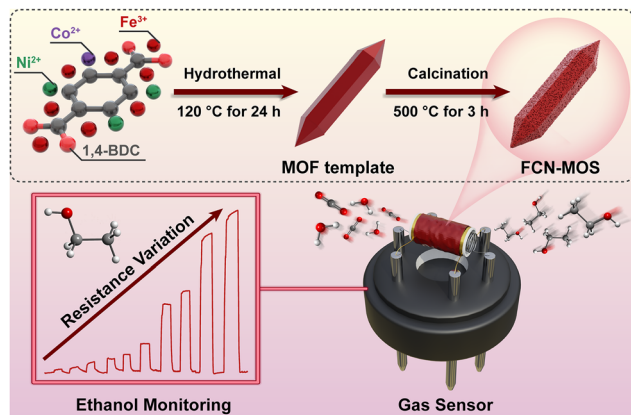 Fe³⁺
Co²⁺
Ni²⁺
1,4-BDC
Hydrothermal
120 °C for 24 h
MOF template
Calcination
500 °C for 3 h
FCN-MOS
Resistance Variation
Ethanol Monitoring
Gas Sensor